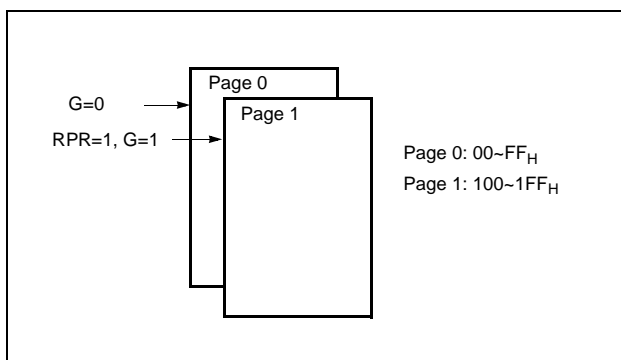 Page 0
G=0
Page 1
RPR=1, G=1
Page 0: 00~FFH
Page 1: 100~1FFH